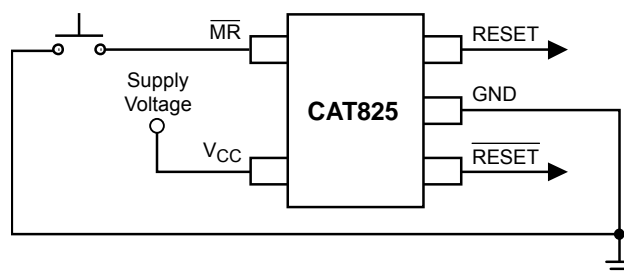 MR
RESET
Supply
Voltage
GND
CAT825
VCC
RESET